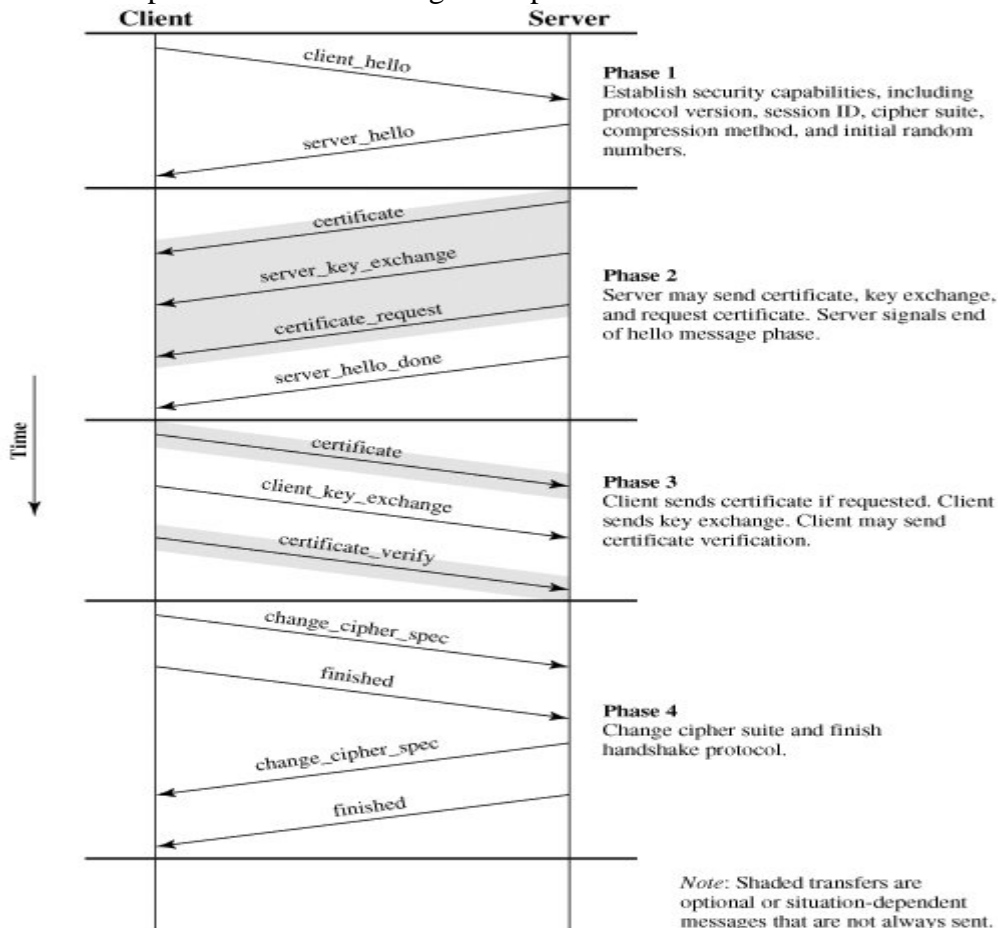 Client
Server
client_hello
server_hello
Phase 1
Establish security capabilities, including
protocol version, session ID, cipher suite,
compression method, and initial random
numbers.
certificate
server_key_exchange
certificate_request
server_hello_done
Phase 2
Server may send certificate, key exchange,
and request certificate. Server signals end
of hello message phase.
Time
certificate
client_key_exchange
certificate_verify
Phase 3
Client sends certificate if requested. Client
sends key exchange. Client may send
certificate verification.
change_cipher_spec
finished
change_cipher_spec
finished
Phase 4
Change cipher suite and finish
handshake protocol.
Note: Shaded transfers are
optional or situation-dependent
messages that are not always sent.